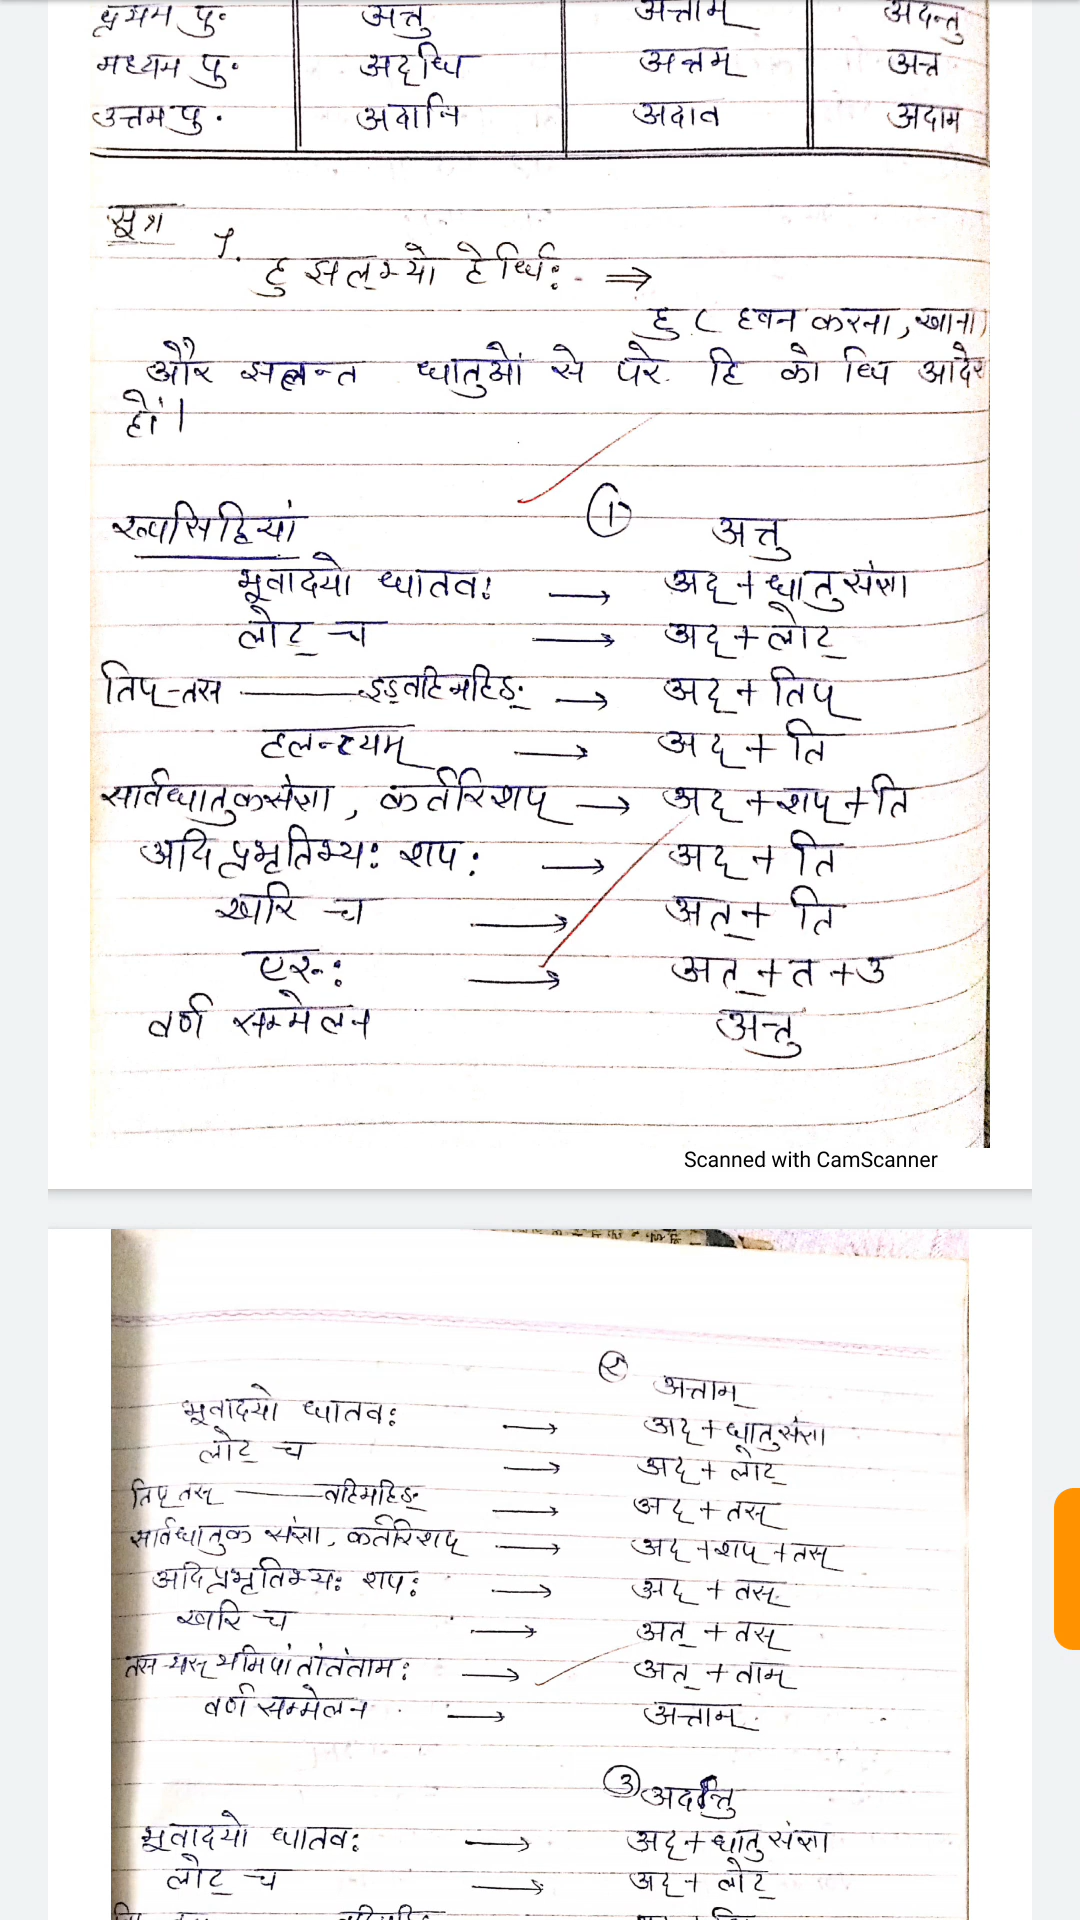 प्रथम पु॰ अत्तु अत्ताम् अदन्तु
मध्यम पु॰ अद्धि अत्तम् अत्त
उत्तम पु॰ अदानि अदाव अदाम
सूत्र
1.
हु झल्भ्यो हेर्धिः ⇒
हु ( हवन करना, खाना)
और झलन्त धातुओं से परे हि को धि आदेश
हों।
रूपसिद्धियां ① अत्तु
भूवादयो धातवः → अद् + धातुसंज्ञा
लोट् च → अद् + लोट्
तिप्-तस ——— इड्वहिमहिङ् → अद् + तिप्
हलन्त्यम् → अद् + ति
सार्वधातुकसंज्ञा, कर्तरिशप् → अद् + शप् + ति
अदिप्रभृतिभ्यः शपः → अद् + ति
खरि च → अत् + ति
एरुः → अत् + त + उ
वर्ण सम्मेलन अत्तु
Scanned with CamScanner
② अत्ताम्
भूवादयो धातवः → अद् + धातुसंज्ञा
लोट् च → अद् + लोट्
तिप् तस् ——— वहिमहिङ् → अद् + तस्
सार्वधातुक संज्ञा, कर्तरिशप् → अद् + शप् + तस्
अदिप्रभृतिभ्यः शपः → अद् + तस्
खरि च → अत् + तस्
तस थस् थमिपां तांतंतामः → अत् + ताम्
वर्ण सम्मेलन → अत्ताम्
③ अदन्तु
भूवादयो धातवः → अद् + धातुसंज्ञा
लोट् च → अद् + लोट्